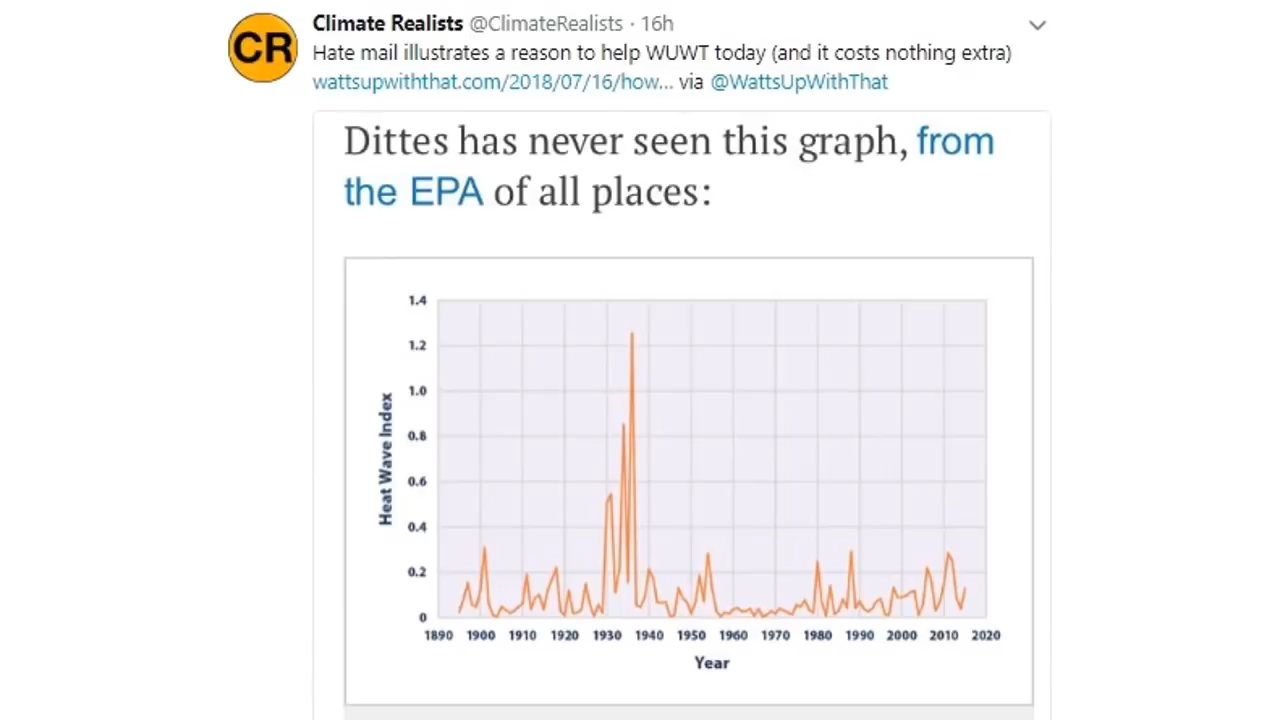 CR
Climate Realists @ClimateRealists · 16h
Hate mail illustrates a reason to help WUWT today (and it costs nothing extra)
wattsupwiththat.com/2018/07/16/how... via @WattsUpWithThat
Dittes has never seen this graph, from
the EPA of all places:
1.4
1.2
1.0
0.8
0.6
0.4
0.2
0
Heat Wave Index
1890 1900 1910 1920 1930 1940 1950 1960 1970 1980 1990 2000 2010 2020
Year